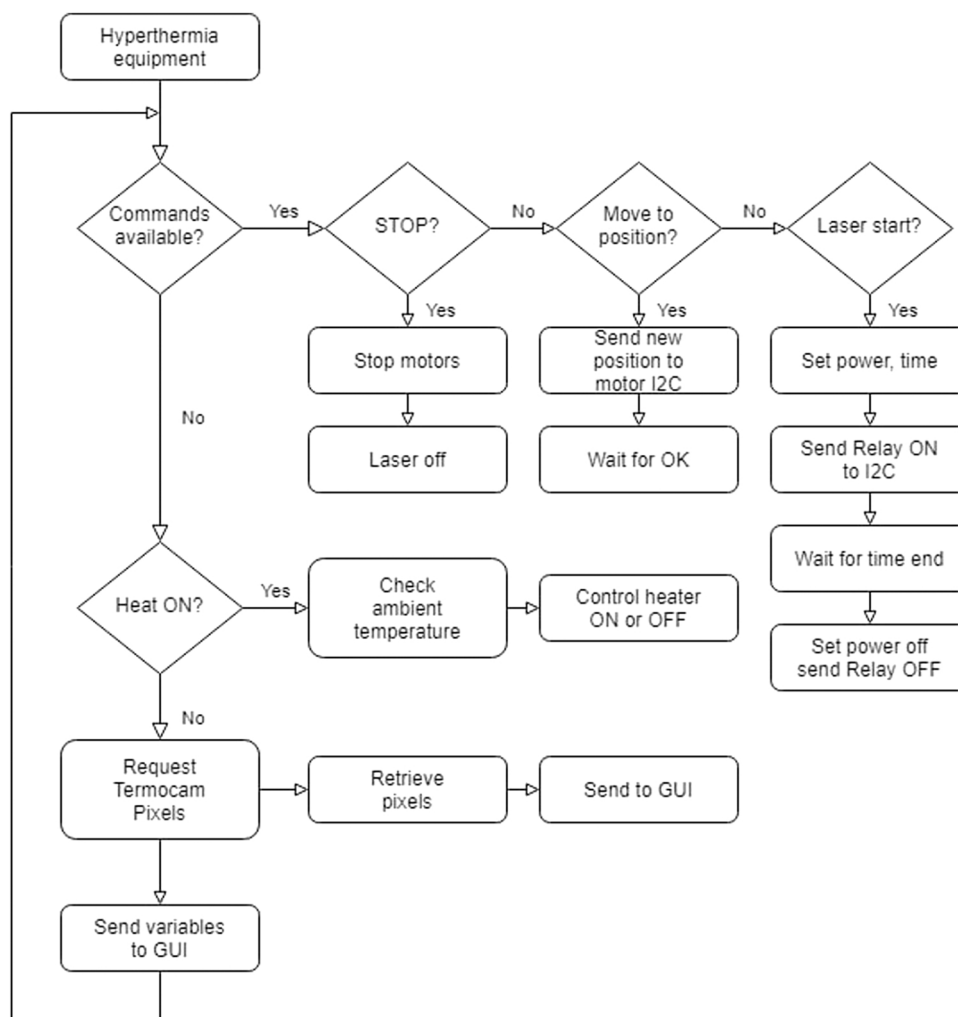 Hyperthermia
equipment
Commands
available?
Yes
STOP?
No
Move to
position?
No
Laser start?
Yes
Stop motors
Laser off
Yes
Send new
position to
motor I2C
Wait for OK
Yes
Set power, time
Send Relay ON
to I2C
Wait for time end
Set power off
send Relay OFF
No
Heat ON?
Yes
Check
ambient
temperature
Control heater
ON or OFF
No
Request
Termocam
Pixels
Retrieve
pixels
Send to GUI
Send variables
to GUI